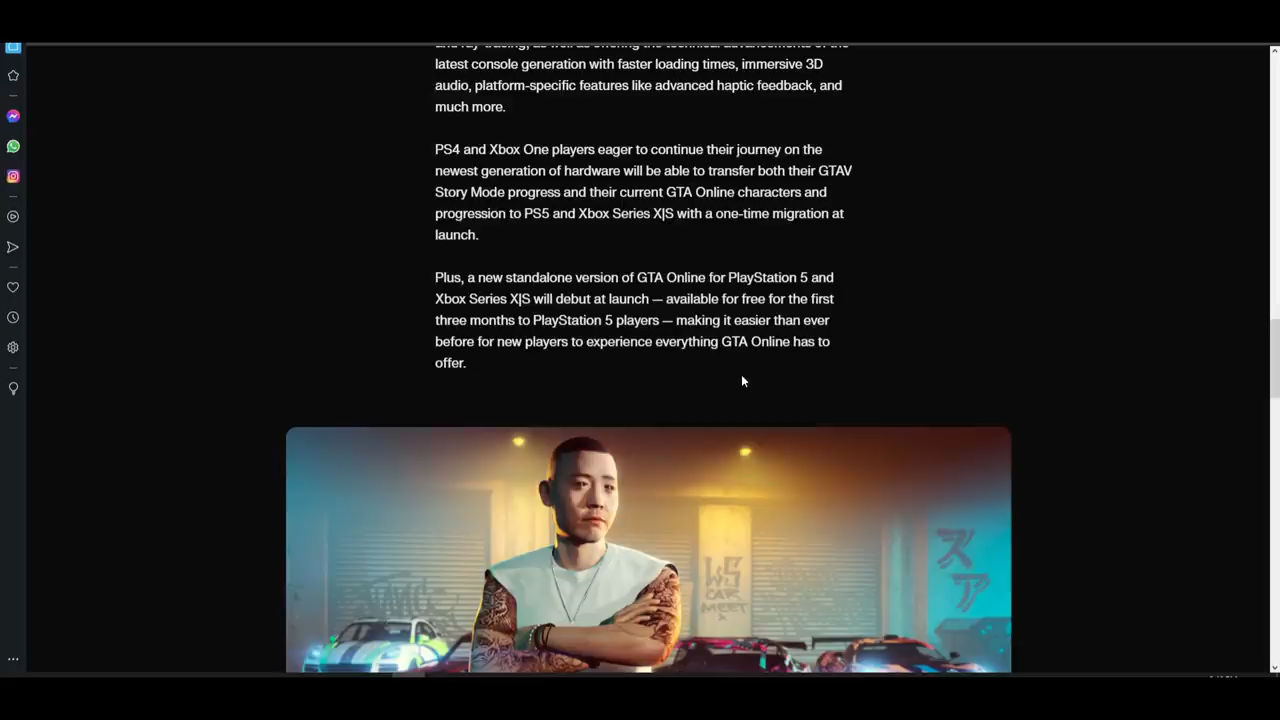 latest console generation with faster loading times, immersive 3D
audio, platform-specific features like advanced haptic feedback, and
much more.
PS4 and Xbox One players eager to continue their journey on the
newest generation of hardware will be able to transfer both their GTAV
Story Mode progress and their current GTA Online characters and
progression to PS5 and Xbox Series X|S with a one-time migration at
launch.
Plus, a new standalone version of GTA Online for PlayStation 5 and
Xbox Series X|S will debut at launch — available for free for the first
three months to PlayStation 5 players — making it easier than ever
before for new players to experience everything GTA Online has to
offer.
WS
CAR
MEET
ズ
ア